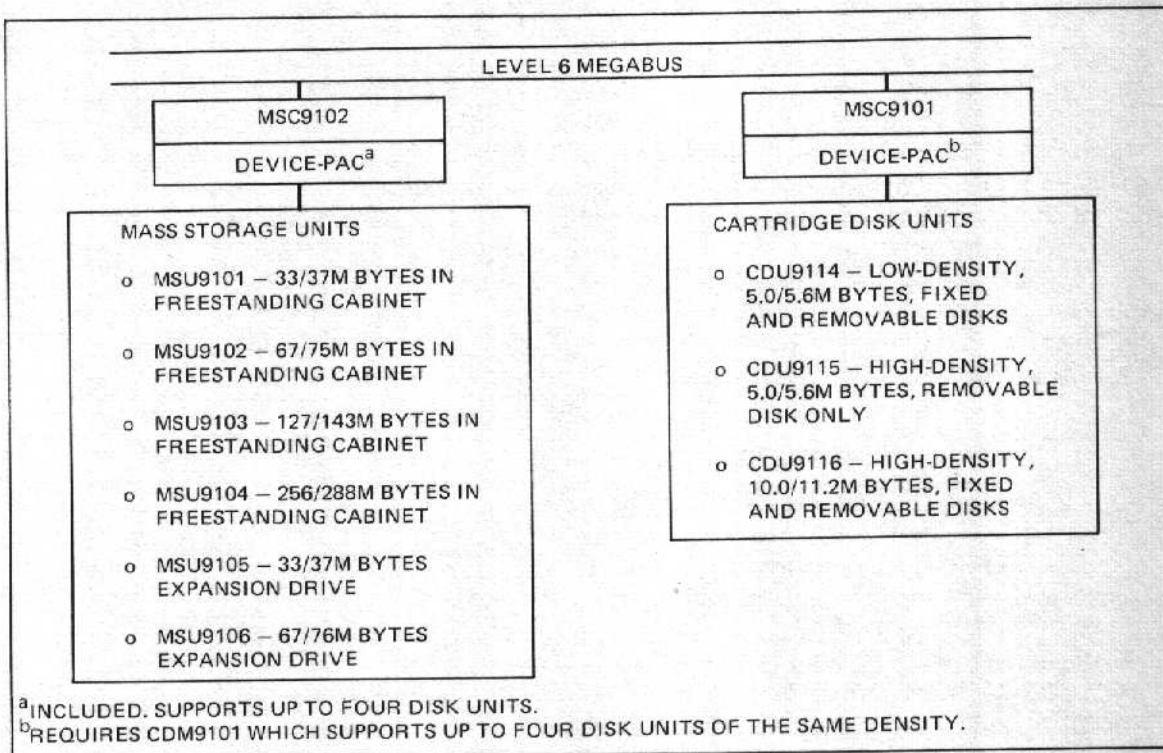 LEVEL 6 MEGABUS
MSC9102
DEVICE-PACa
MASS STORAGE UNITS
o MSU9101 – 33/37M BYTES IN
FREESTANDING CABINET
o MSU9102 – 67/75M BYTES IN
FREESTANDING CABINET
o MSU9103 – 127/143M BYTES IN
FREESTANDING CABINET
o MSU9104 – 256/288M BYTES IN
FREESTANDING CABINET
o MSU9105 – 33/37M BYTES
EXPANSION DRIVE
o MSU9106 – 67/76M BYTES
EXPANSION DRIVE
MSC9101
DEVICE-PACb
CARTRIDGE DISK UNITS
o CDU9114 – LOW-DENSITY,
5.0/5.6M BYTES, FIXED
AND REMOVABLE DISKS
o CDU9115 – HIGH-DENSITY,
5.0/5.6M BYTES, REMOVABLE
DISK ONLY
o CDU9116 – HIGH-DENSITY,
10.0/11.2M BYTES, FIXED
AND REMOVABLE DISKS
aINCLUDED. SUPPORTS UP TO FOUR DISK UNITS.
bREQUIRES CDM9101 WHICH SUPPORTS UP TO FOUR DISK UNITS OF THE SAME DENSITY.